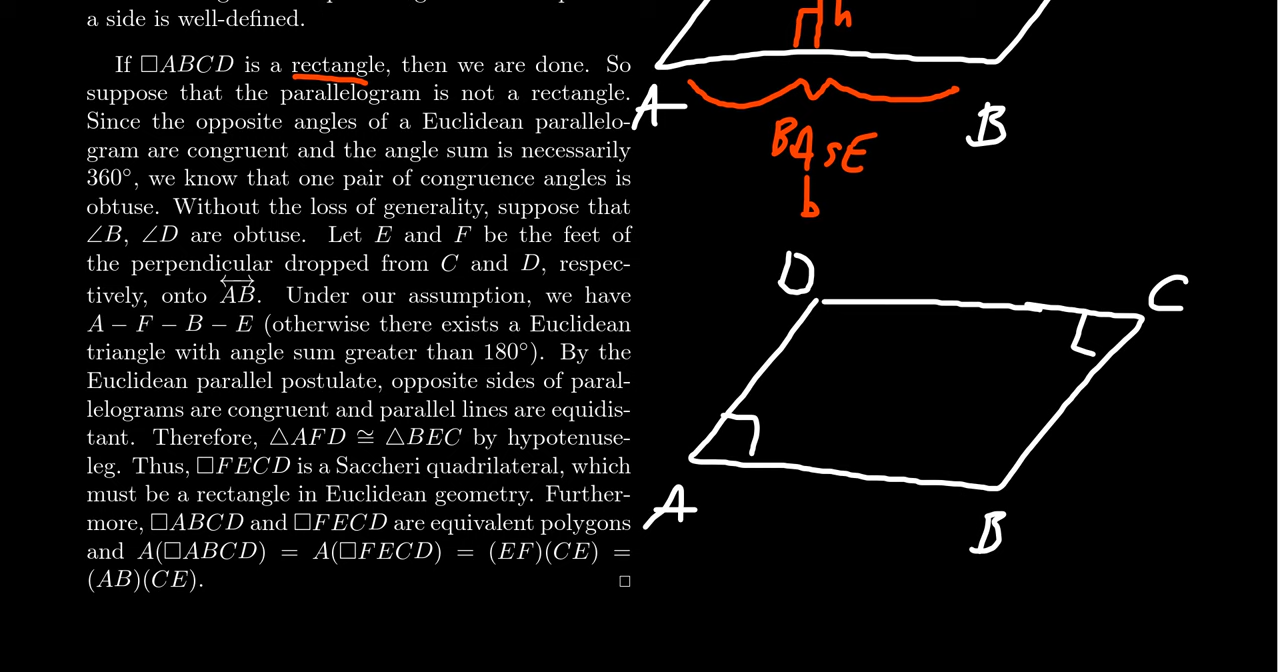 a side is well-defined.
If □ABCD is a rectangle, then we are done. So
suppose that the parallelogram is not a rectangle.
Since the opposite angles of a Euclidean parallelo-
gram are congruent and the angle sum is necessarily
360°, we know that one pair of congruence angles is
obtuse. Without the loss of generality, suppose that
∠B, ∠D are obtuse. Let E and F be the feet of
the perpendicular dropped from C and D, respec-
tively, onto A͍B͍. Under our assumption, we have
A − F − B − E (otherwise there exists a Euclidean
triangle with angle sum greater than 180°). By the
Euclidean parallel postulate, opposite sides of paral-
lelograms are congruent and parallel lines are equidis-
tant. Therefore, △AFD ≅ △BEC by hypotenuse-
leg. Thus, □FECD is a Saccheri quadrilateral, which
must be a rectangle in Euclidean geometry. Further-
more, □ABCD and □FECD are equivalent polygons
and A(□ABCD) = A(□FECD) = (EF)(CE) =
(AB)(CE). □
h
A
B
BASE
b
D
C
A
B